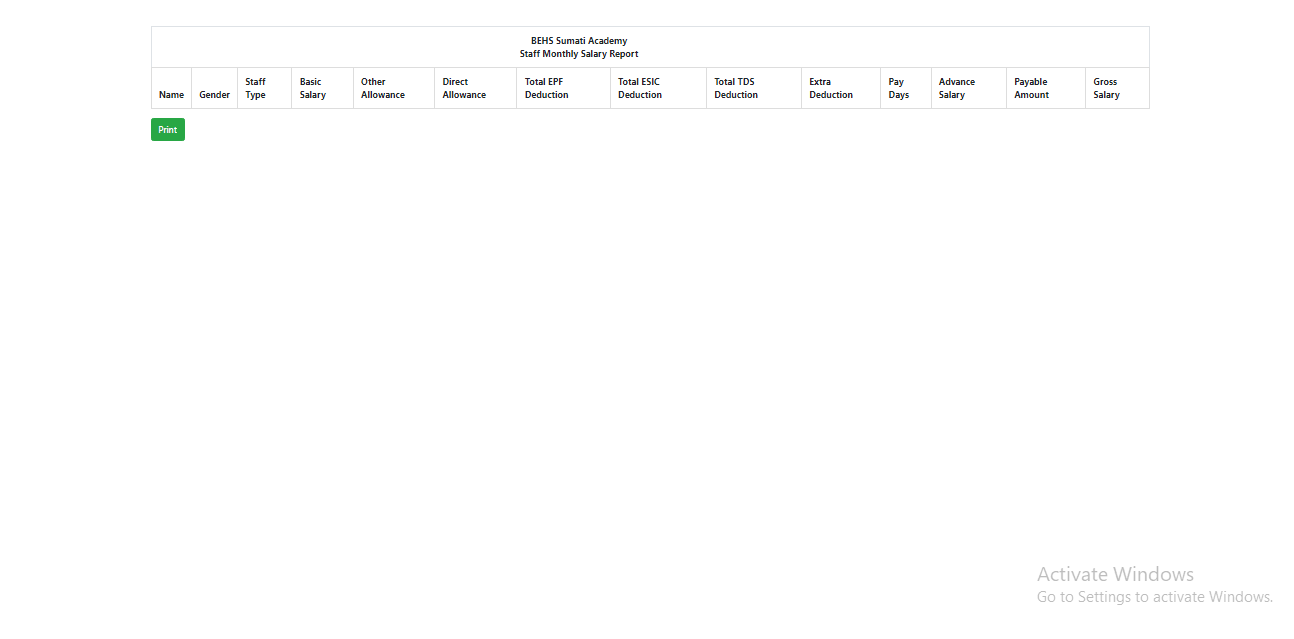 BEHS Sumati Academy
Staff Monthly Salary Report
Name Gender Staff Type Basic Salary Other Allowance Direct Allowance Total EPF Deduction Total ESIC Deduction Total TDS Deduction Extra Deduction Pay Days Advance Salary Payable Amount Gross Salary
Print
Activate Windows
Go to Settings to activate Windows.